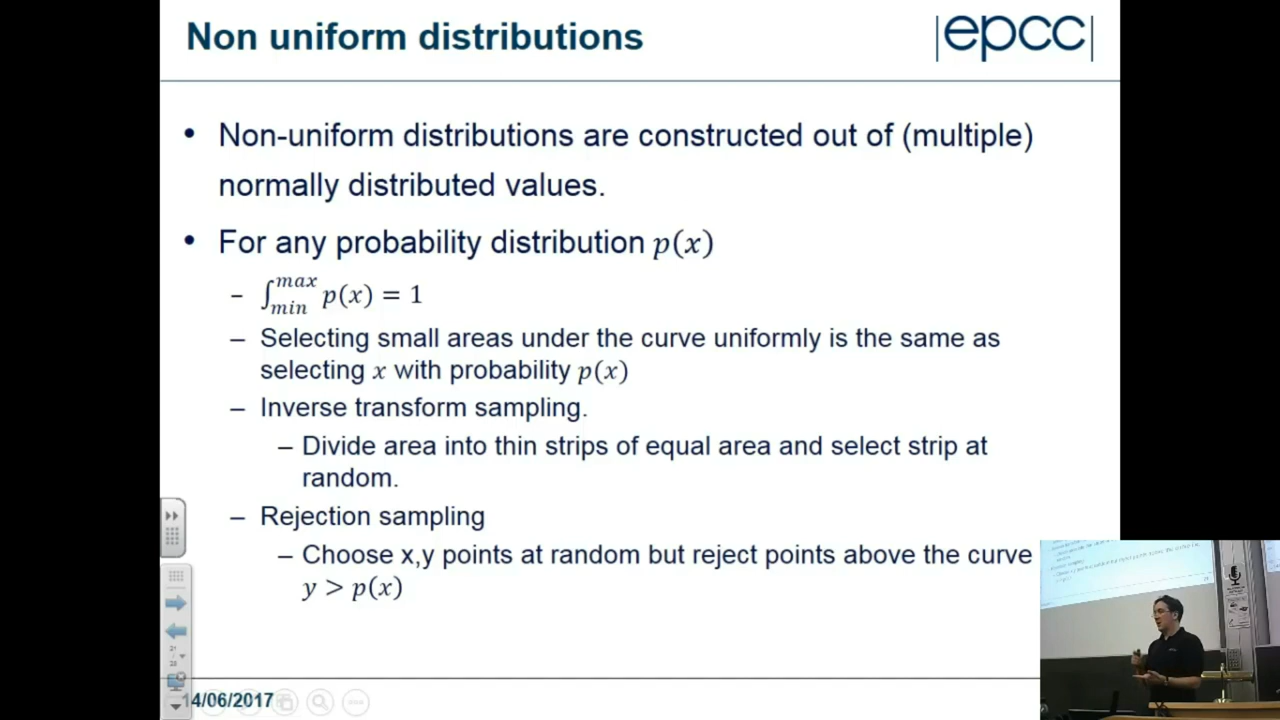 Non uniform distributions
|epcc|
• Non-uniform distributions are constructed out of (multiple)
normally distributed values.
• For any probability distribution p(x)
– ∫_{min}^{max} p(x) = 1
– Selecting small areas under the curve uniformly is the same as
selecting x with probability p(x)
– Inverse transform sampling.
– Divide area into thin strips of equal area and select strip at
random.
– Rejection sampling
– Choose x,y points at random but reject points above the curve
y > p(x)
14/06/2017